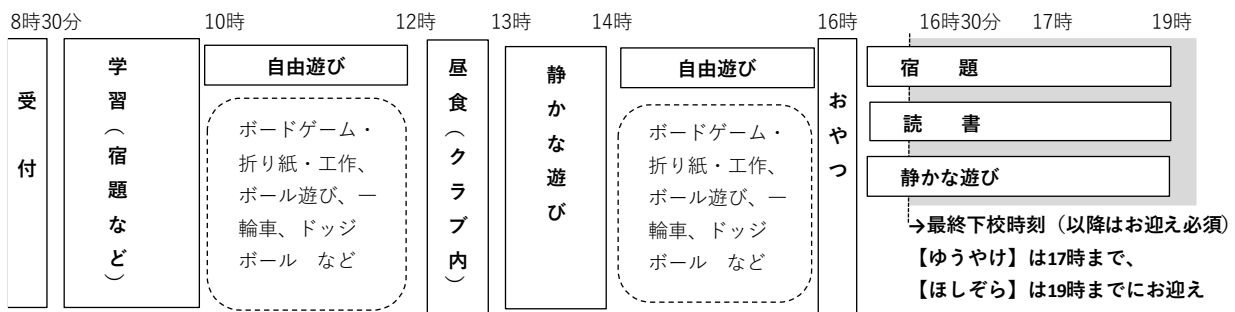 8時30分 10時 12時 13時 14時 16時 16時30分 17時 19時
受付
学習（宿題など）
自由遊び
ボードゲーム・
折り紙・工作、
ボール遊び、一
輪車、ドッジ
ボール　など
昼食（クラブ内）
静かな遊び
自由遊び
ボードゲーム・
折り紙・工作、
ボール遊び、一
輪車、ドッジ
ボール　など
おやつ
宿　題
読　書
静かな遊び
→最終下校時刻（以降はお迎え必須）
【ゆうやけ】は17時まで、
【ほしぞら】は19時までにお迎え